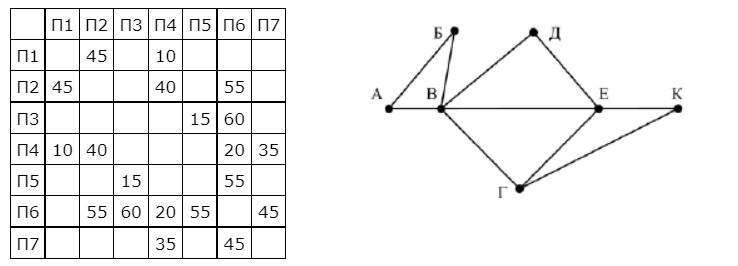 П1 П2 П3 П4 П5 П6 П7
П1 45 10
П2 45 40 55
П3 15 60
П4 10 40 20 35
П5 15 55
П6 55 60 20 55 45
П7 35 45
Б Д
А В Е К
Г